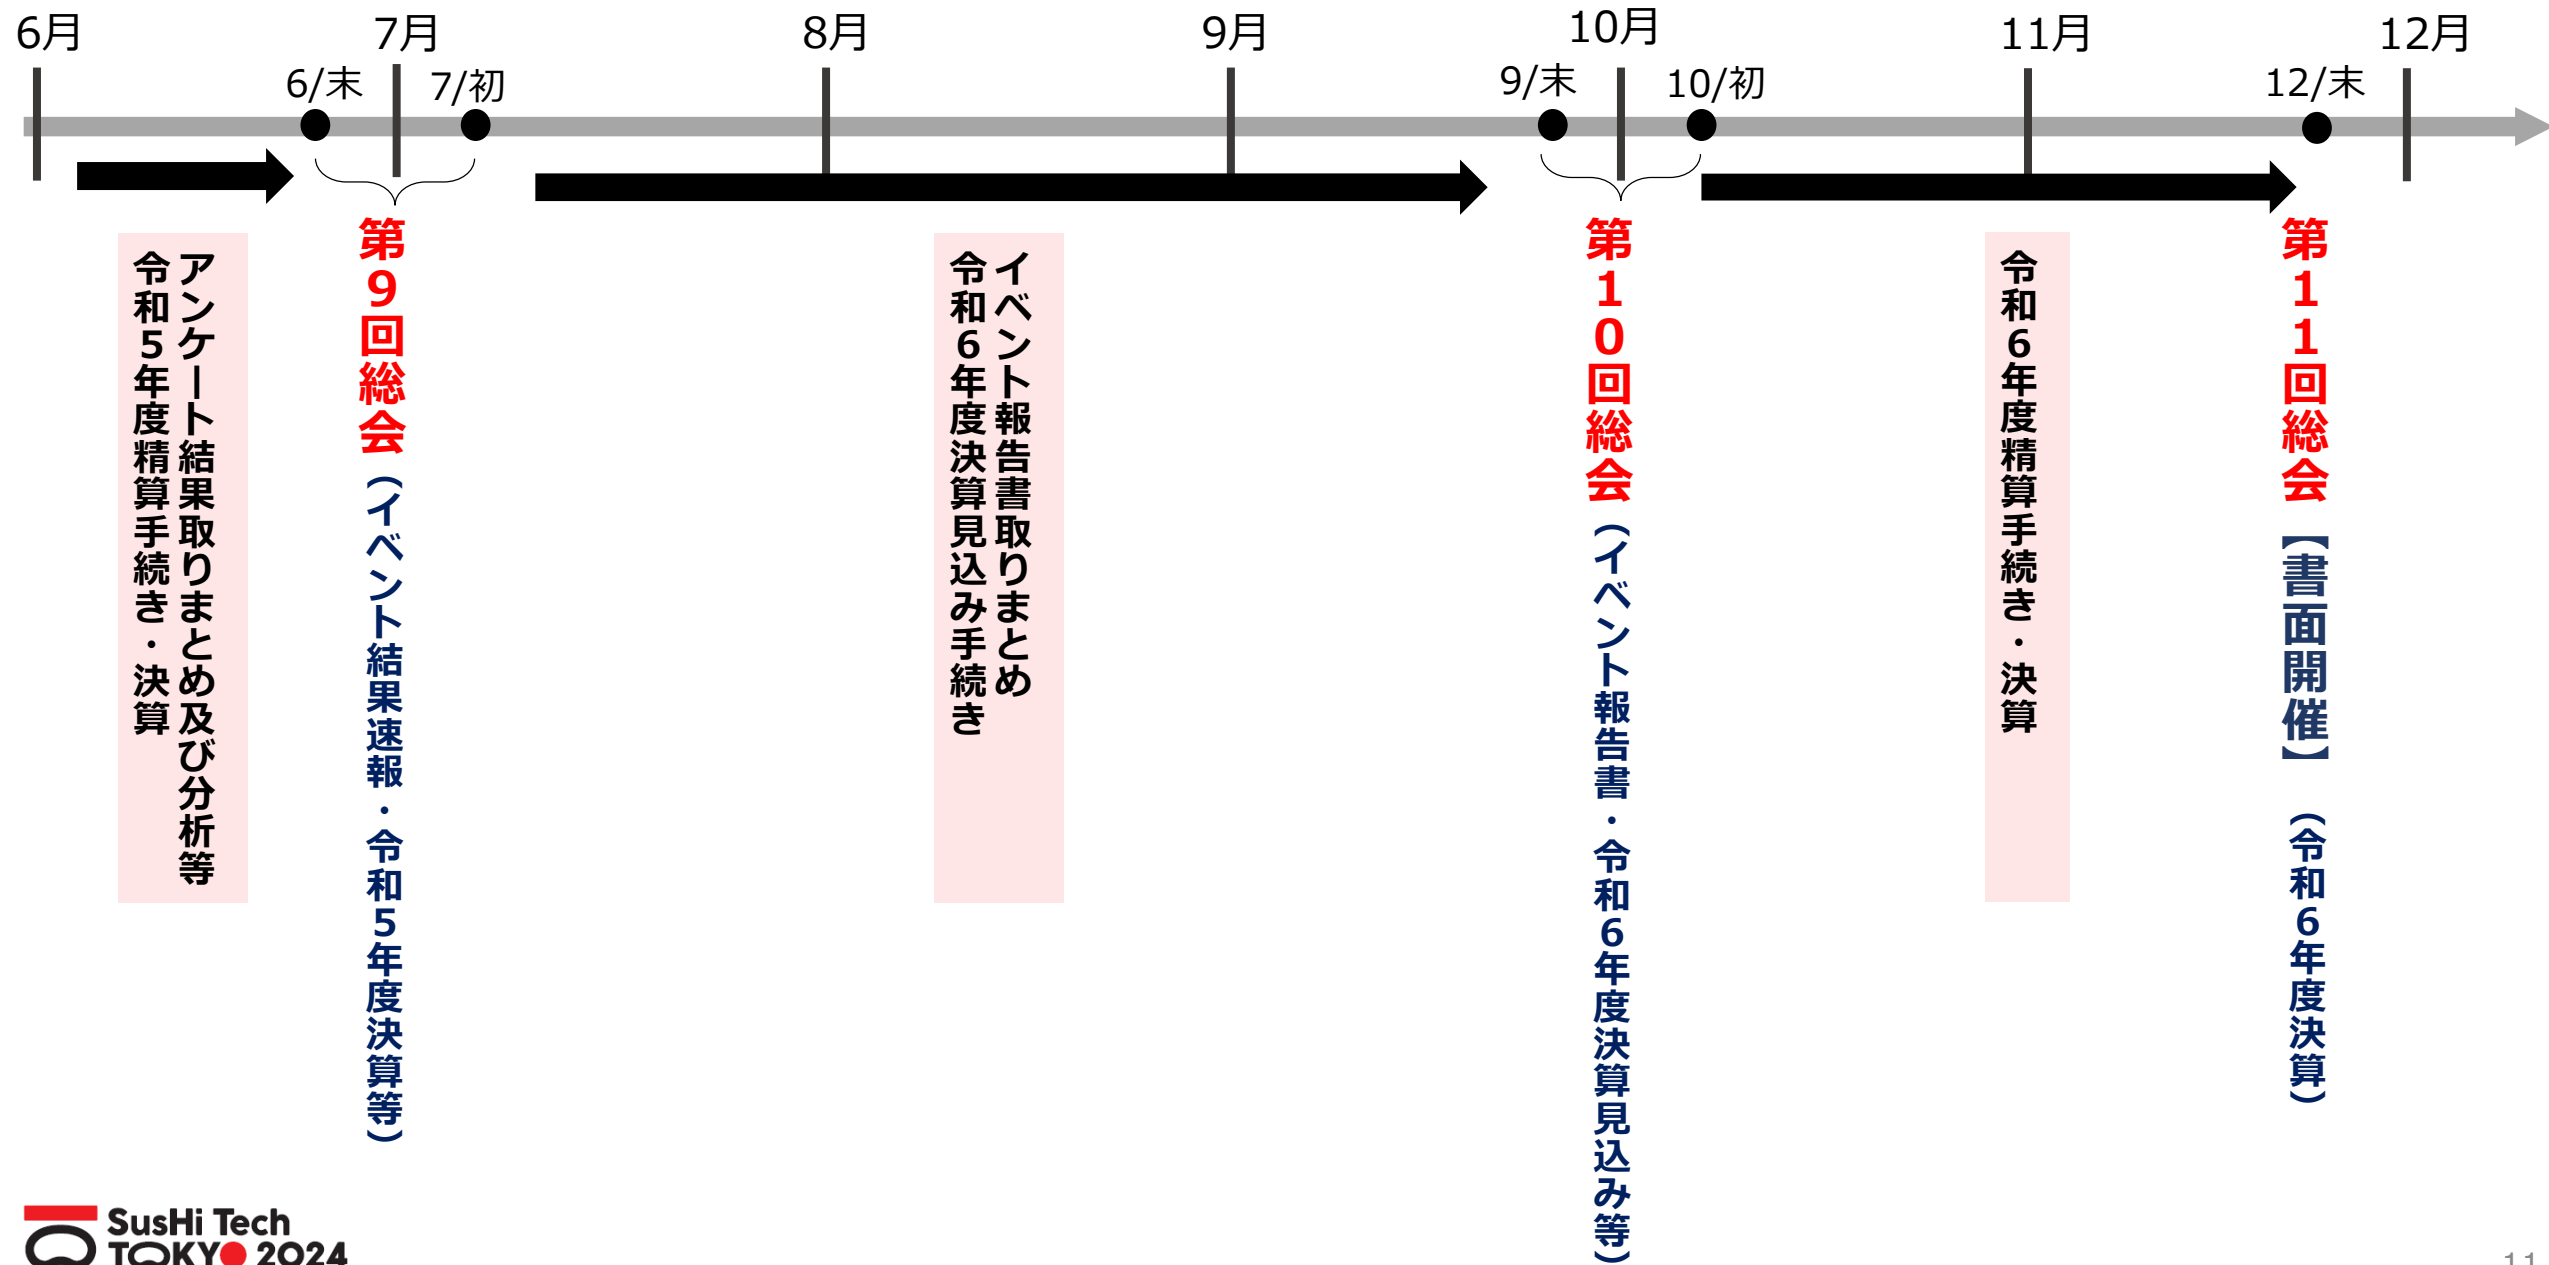 6月
7月
8月
9月
10月
11月
12月
6/末
7/初
9/末
10/初
12/末
アンケート結果取りまとめ及び分析等
令和5年度精算手続き・決算
第9回総会(イベント結果速報・令和5年度決算等)
イベント報告書取りまとめ
令和6年度決算見込み手続き
第10回総会(イベント報告書・令和6年度決算見込み等)
令和6年度精算手続き・決算
第11回総会【書面開催】(令和6年度決算)
SusHi Tech
TOKYO 2024
11